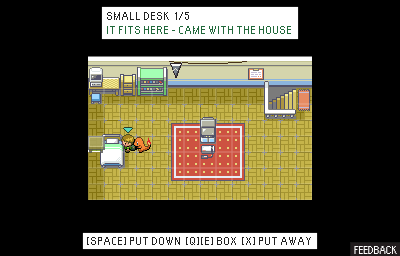 SMALL DESK 1/5
IT FITS HERE - CAME WITH THE HOUSE
[SPACE] PUT DOWN [Q][E] BOX [X] PUT AWAY
FEEDBACK